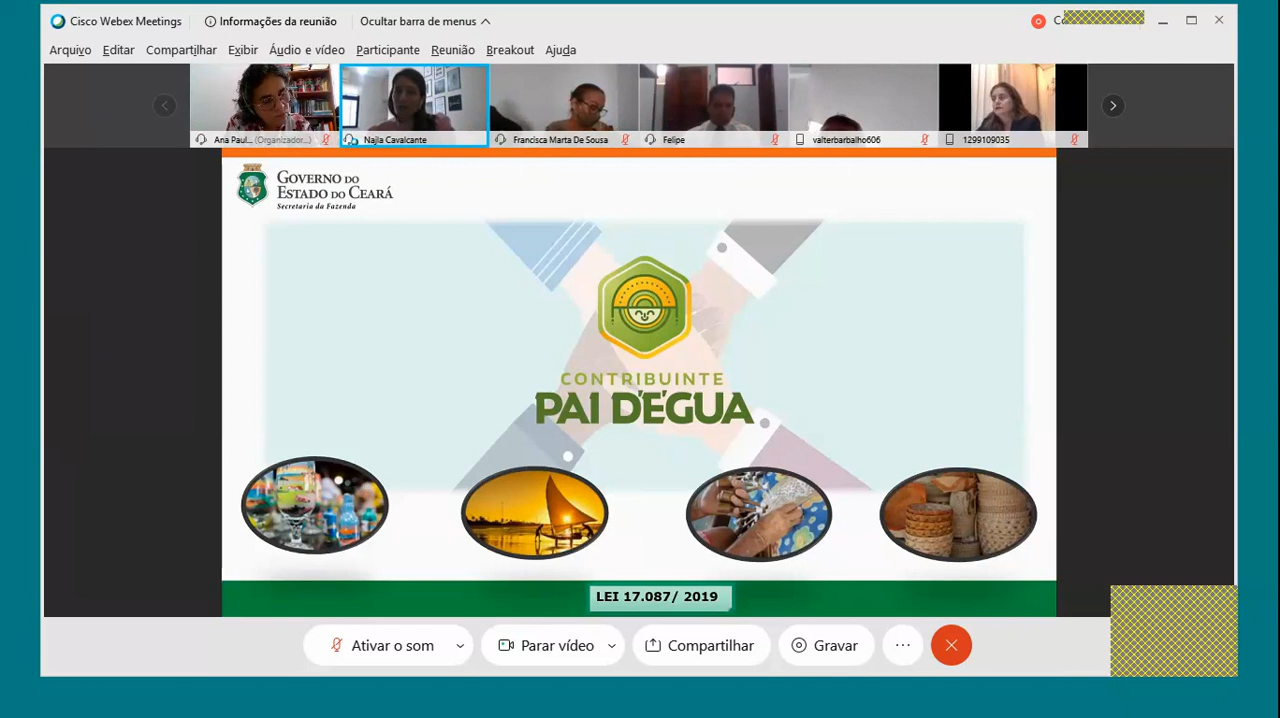 Cisco Webex Meetings
Informações da reunião
Ocultar barra de menus
Arquivo Editar Compartilhar Exibir Áudio e vídeo Participante Reunião Breakout Ajuda
Ana Paul... (Organizador...)
Najla Cavalcante
Francisca Marta De Sousa
Felipe
valterbarbalho606
1299109035
GOVERNO DO
ESTADO DO CEARÁ
Secretaria da Fazenda
CONTRIBUINTE
PAI D'ÉGUA
LEI 17.087/ 2019
Ativar o som
Parar vídeo
Compartilhar
Gravar